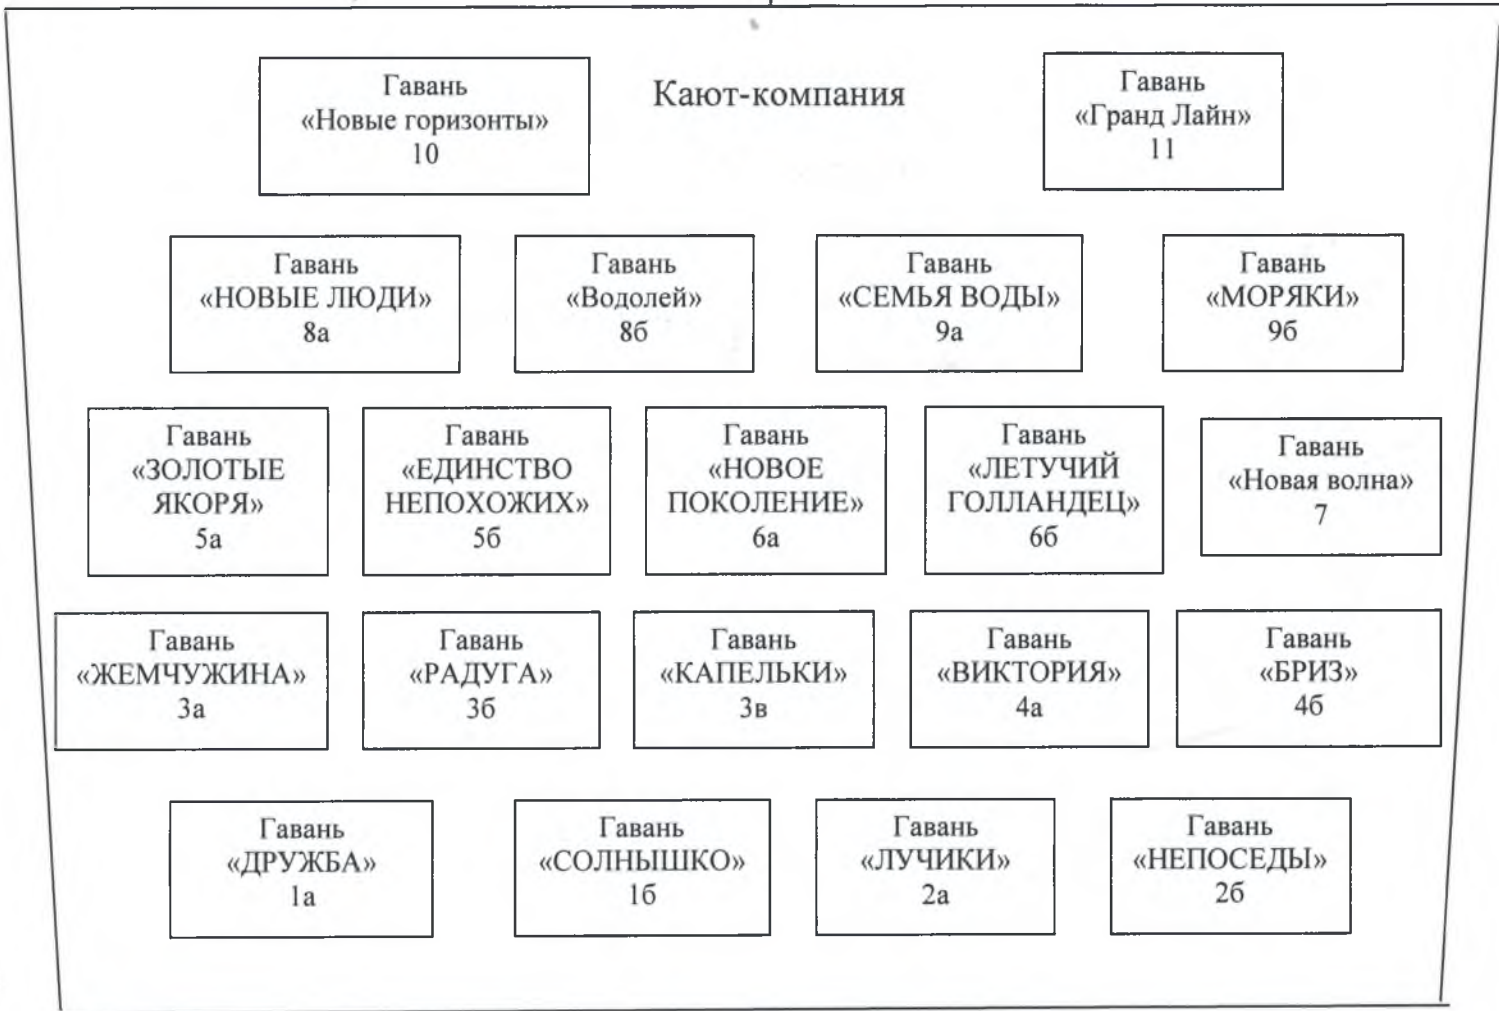 Гавань
«Новые горизонты»
10
Кают-компания
Гавань
«Гранд Лайн»
11
Гавань
«НОВЫЕ ЛЮДИ»
8а
Гавань
«Водолей»
8б
Гавань
«СЕМЬЯ ВОДЫ»
9а
Гавань
«МОРЯКИ»
9б
Гавань
«ЗОЛОТЫЕ
ЯКОРЯ»
5а
Гавань
«ЕДИНСТВО
НЕПОХОЖИХ»
5б
Гавань
«НОВОЕ
ПОКОЛЕНИЕ»
6а
Гавань
«ЛЕТУЧИЙ
ГОЛЛАНДЕЦ»
6б
Гавань
«Новая волна»
7
Гавань
«ЖЕМЧУЖИНА»
3а
Гавань
«РАДУГА»
3б
Гавань
«КАПЕЛЬКИ»
3в
Гавань
«ВИКТОРИЯ»
4а
Гавань
«БРИЗ»
4б
Гавань
«ДРУЖБА»
1а
Гавань
«СОЛНЫШКО»
1б
Гавань
«ЛУЧИКИ»
2а
Гавань
«НЕПОСЕДЫ»
2б